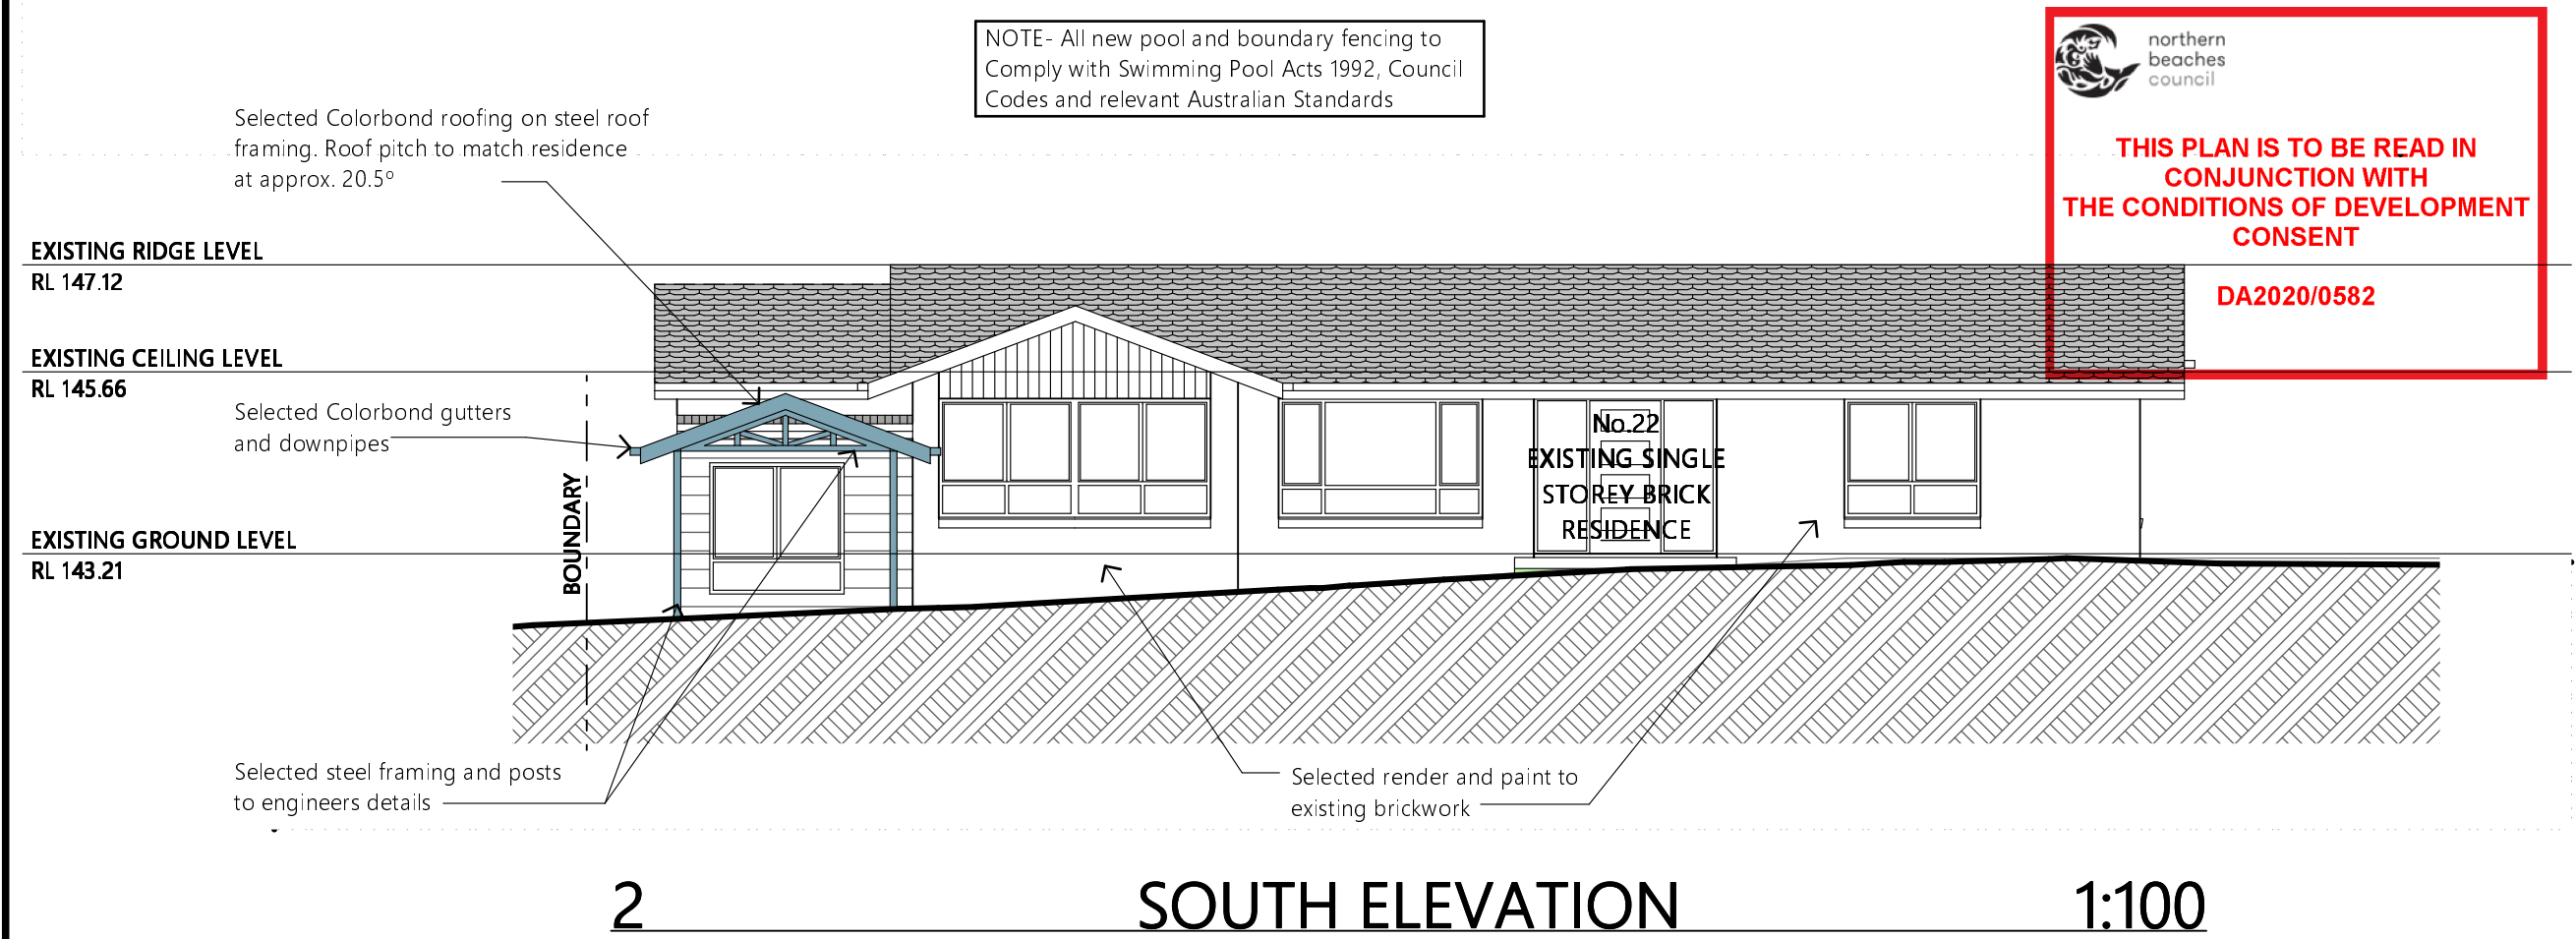 NOTE- All new pool and boundary fencing to
Comply with Swimming Pool Acts 1992, Council
Codes and relevant Australian Standards
northern
beaches
council
THIS PLAN IS TO BE READ IN
CONJUNCTION WITH
THE CONDITIONS OF DEVELOPMENT
CONSENT
DA2020/0582
Selected Colorbond roofing on steel roof
framing. Roof pitch to match residence
at approx. 20.5º
EXISTING RIDGE LEVEL
RL 147.12
EXISTING CEILING LEVEL
RL 145.66
Selected Colorbond gutters
and downpipes
No.22
EXISTING SINGLE
STOREY BRICK
RESIDENCE
BOUNDARY
EXISTING GROUND LEVEL
RL 143.21
Selected steel framing and posts
to engineers details
Selected render and paint to
existing brickwork
2
SOUTH ELEVATION
1:100